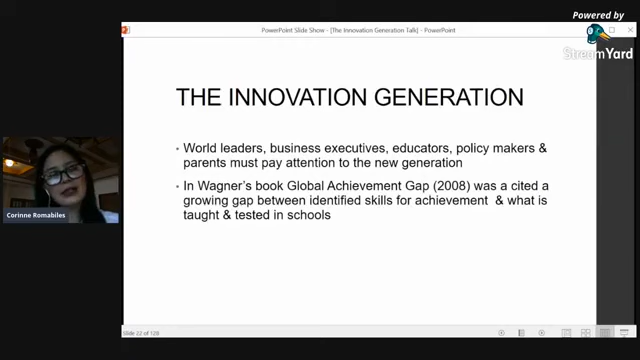 Powered by
StreamYard
PowerPoint Slide Show - [The Innovation Generation Talk] - PowerPoint
THE INNOVATION GENERATION
World leaders, business executives, educators, policy makers &
parents must pay attention to the new generation
In Wagner's book Global Achievement Gap (2008) was a cited a
growing gap between identified skills for achievement & what is
taught & tested in schools
Corinne Romabiles
Slide 22 of 128